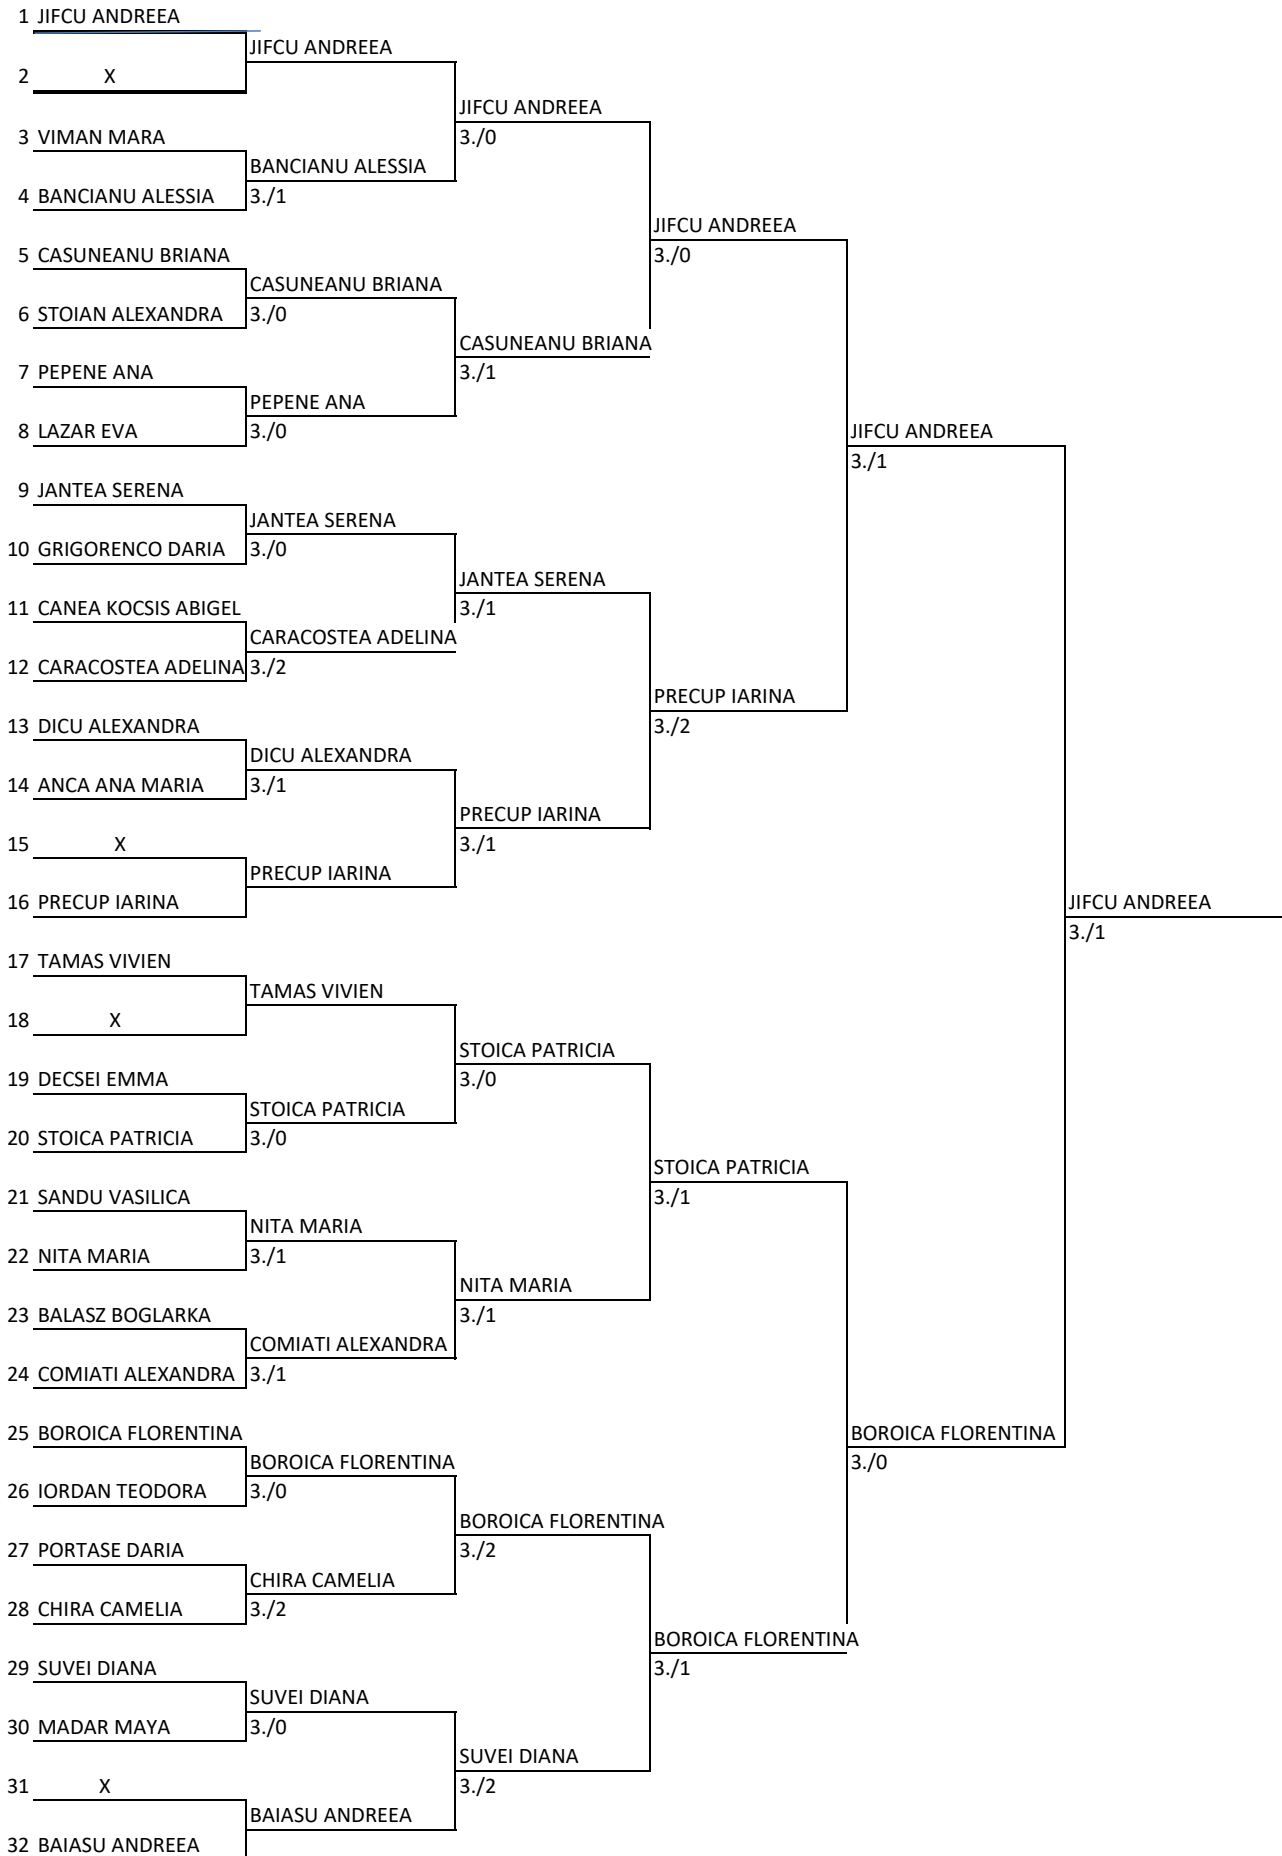 1 JIFCU ANDREEA
JIFCU ANDREEA
2 X
JIFCU ANDREEA
3 VIMAN MARA
3./0
BANCIANU ALESSIA
4 BANCIANU ALESSIA 3./1
JIFCU ANDREEA
5 CASUNEANU BRIANA
3./0
CASUNEANU BRIANA
6 STOIAN ALEXANDRA 3./0
CASUNEANU BRIANA
7 PEPENE ANA
3./1
PEPENE ANA
8 LAZAR EVA 3./0
JIFCU ANDREEA
3./1
9 JANTEA SERENA
JANTEA SERENA
10 GRIGORENCO DARIA 3./0
JANTEA SERENA
11 CANEA KOCSIS ABIGEL
3./1
CARACOSTEA ADELINA
12 CARACOSTEA ADELINA 3./2
PRECUP IARINA
13 DICU ALEXANDRA
3./2
DICU ALEXANDRA
14 ANCA ANA MARIA 3./1
PRECUP IARINA
15 X
3./1
PRECUP IARINA
16 PRECUP IARINA
JIFCU ANDREEA
3./1
17 TAMAS VIVIEN
TAMAS VIVIEN
18 X
STOICA PATRICIA
19 DECSEI EMMA
3./0
STOICA PATRICIA
20 STOICA PATRICIA 3./0
STOICA PATRICIA
21 SANDU VASILICA
3./1
NITA MARIA
22 NITA MARIA 3./1
NITA MARIA
23 BALASZ BOGLARKA
3./1
COMIATI ALEXANDRA
24 COMIATI ALEXANDRA 3./1
25 BOROICA FLORENTINA
BOROICA FLORENTINA
BOROICA FLORENTINA
3./0
26 IORDAN TEODORA 3./0
BOROICA FLORENTINA
27 PORTASE DARIA
3./2
CHIRA CAMELIA
28 CHIRA CAMELIA 3./2
BOROICA FLORENTINA
29 SUVEI DIANA
3./1
SUVEI DIANA
30 MADAR MAYA 3./0
SUVEI DIANA
31 X
3./2
BAIASU ANDREEA
32 BAIASU ANDREEA